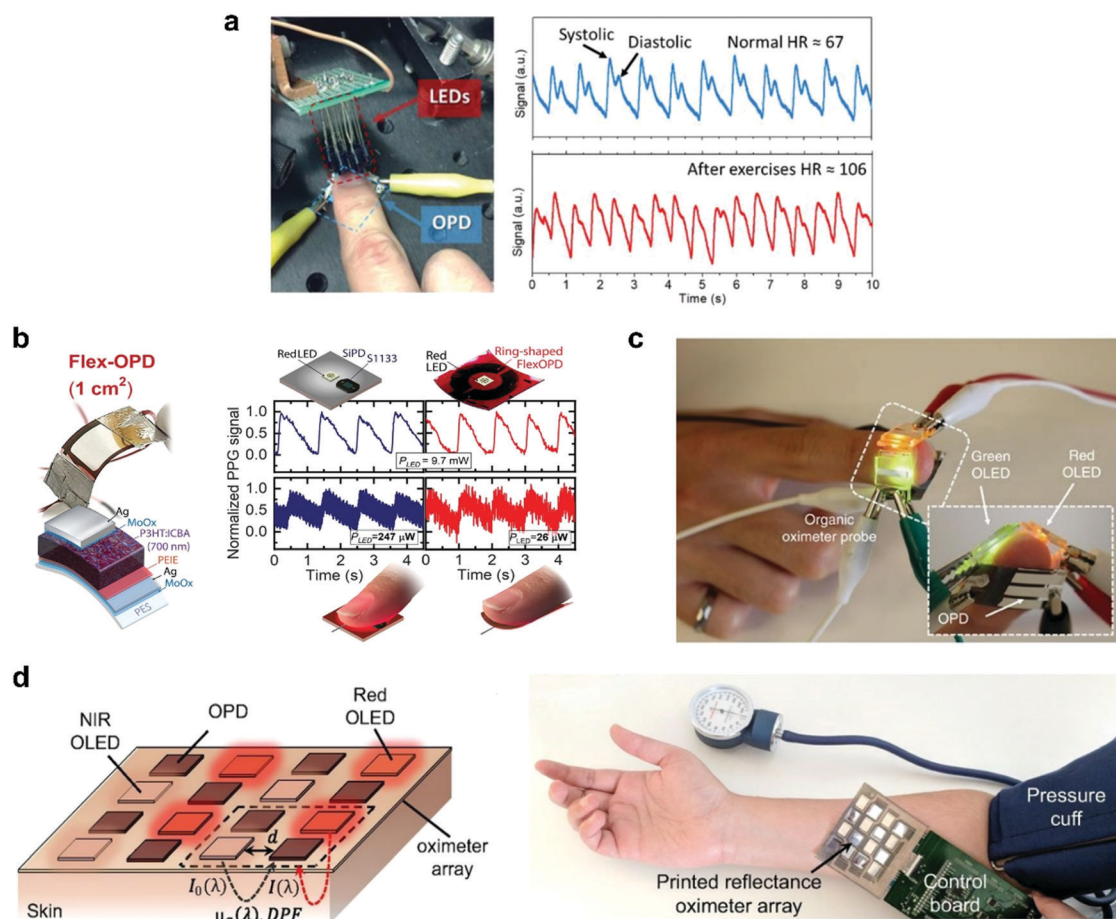 a
LEDs
OPD
Systolic
Diastolic
Normal HR ≈ 67
Signal (a.u.)
After exercises HR ≈ 106
Signal (a.u.)
0 1 2 3 4 5 6 7 8 9 10
Time (s)
b
Flex-OPD
(1 cm²)
Ag
MoOx
P3HT:ICBA
(700 nm)
PEIE
Ag
MoOx
PES
RedLED
SiPD
S1133
Red
LED
Ring-shaped
FlexOPD
Normalized PPG signal
1.0
0.5
0.0
P_LED = 9.7 mW
1.0
0.5
0.0
P_LED=247 μW
P_LED=26 μW
0 1 2 3 4
0 1 2 3 4
Time (s)
Time (s)
c
Green
OLED
Red
OLED
Organic
oximeter probe
OPD
d
NIR
OLED
OPD
Red
OLED
d
I₀(λ)
I(λ)
DPF
oximeter
array
Skin
Pressure
cuff
Printed reflectance
oximeter array
Control
board